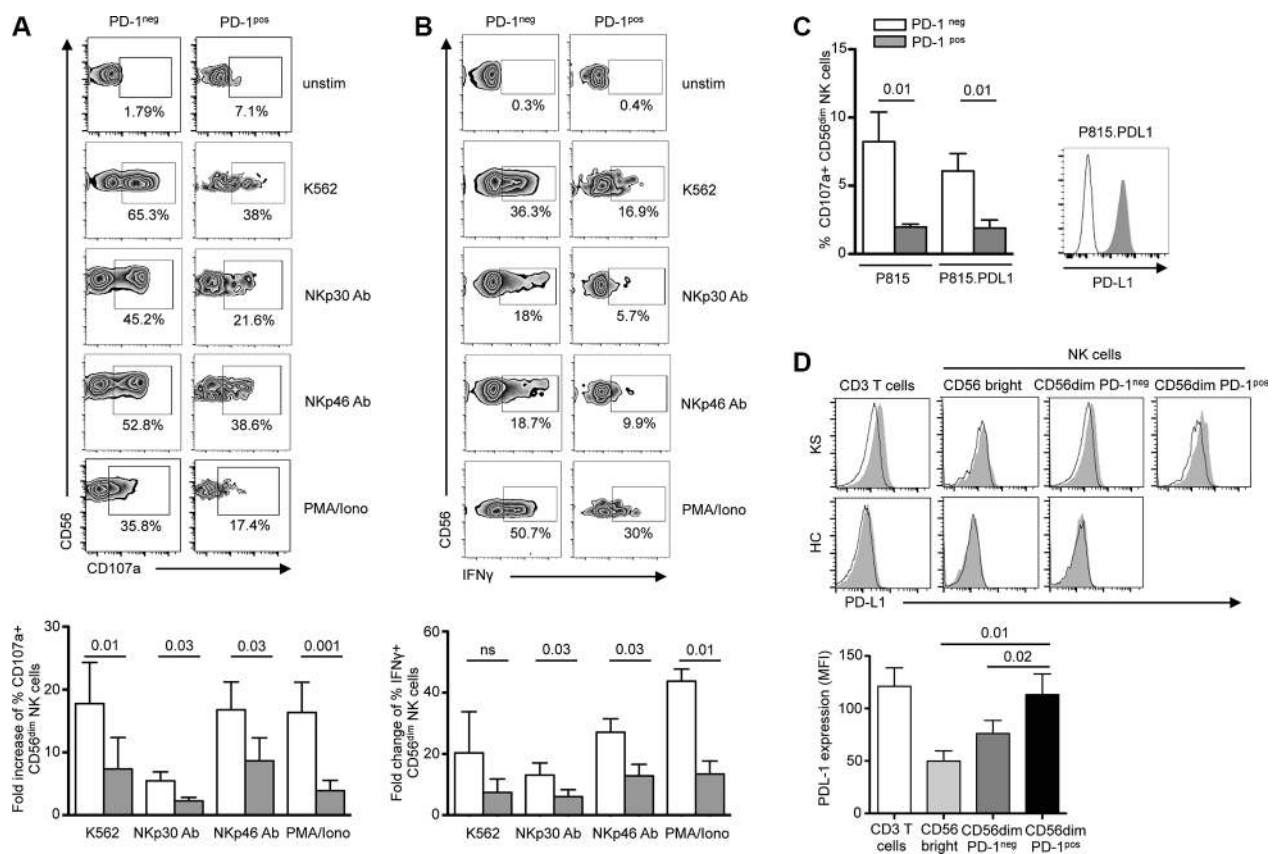 A
PD-1neg PD-1pos
unstim
1.79% 7.1%
K562
65.3% 38%
NKp30 Ab
45.2% 21.6%
NKp46 Ab
52.8% 38.6%
PMA/Iono
35.8% 17.4%
CD56
CD107a
Fold increase of % CD107a+
CD56dim NK cells
30
20
10
0
0.01 0.03 0.03 0.001
K562 NKp30 Ab NKp46 Ab PMA/Iono
B
PD-1neg PD-1pos
unstim
0.3% 0.4%
K562
36.3% 16.9%
NKp30 Ab
18% 5.7%
NKp46 Ab
18.7% 9.9%
PMA/Iono
50.7% 30%
CD56
IFNγ
Fold change of % IFNγ+
CD56dim NK cells
60
40
20
0
ns 0.03 0.03 0.01
K562 NKp30 Ab NKp46 Ab PMA/Iono
C
PD-1 neg
PD-1 pos
% CD107a+ CD56dim NK cells
15
10
5
0
0.01 0.01
P815 P815.PDL1
P815.PDL1
PD-L1
D
NK cells
CD3 T cells CD56 bright CD56dim PD-1neg CD56dim PD-1pos
KS
HC
PD-L1
PDL-1 expression (MFI)
150
100
50
0
0.01
0.02
CD3 T
cells
CD56
bright
CD56dim
PD-1neg
CD56dim
PD-1pos